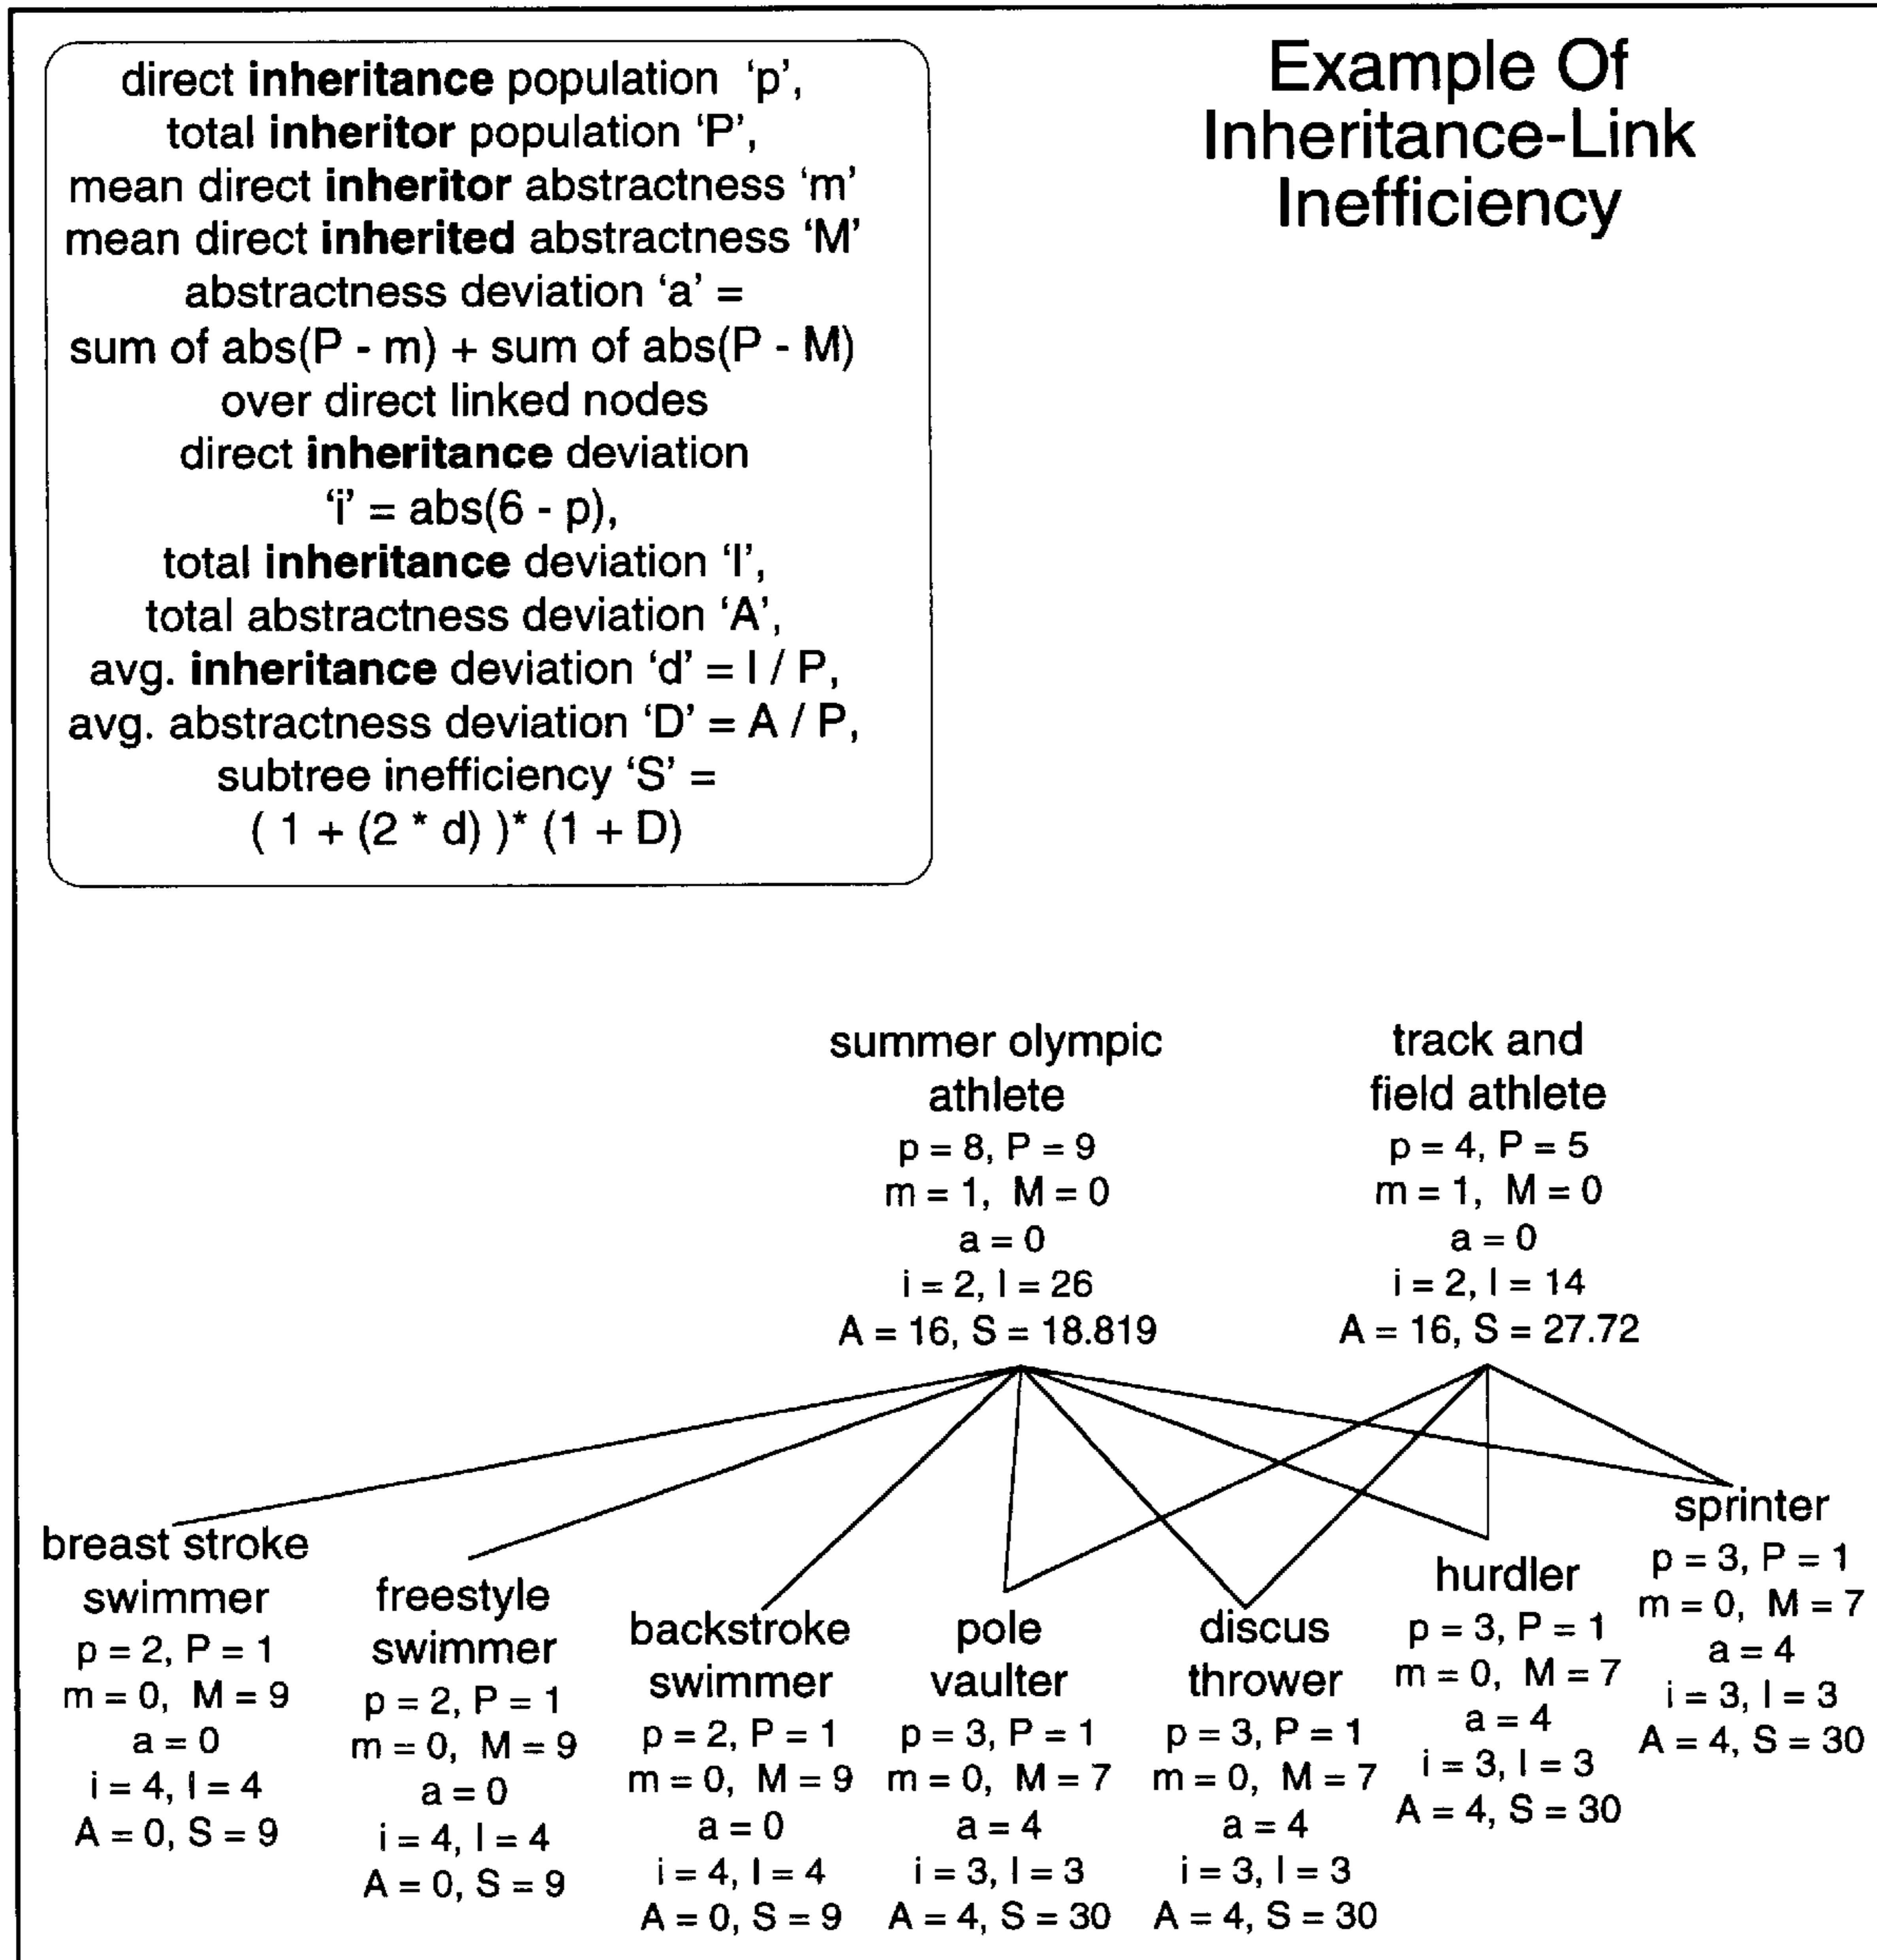 direct inheritance population ‘p’,
total inheritor population ‘P’,
mean direct inheritor abstractness ‘m’
mean direct inherited abstractness ‘M’
abstractness deviation ‘a’ =
sum of abs(P - m) + sum of abs(P - M)
over direct linked nodes
direct inheritance deviation
‘i’ = abs(6 - p),
total inheritance deviation ‘I’,
total abstractness deviation ‘A’,
avg. inheritance deviation ‘d’ = I / P,
avg. abstractness deviation ‘D’ = A / P,
subtree inefficiency ‘S’ =
( 1 + (2 * d) )* (1 + D)
Example Of
Inheritance-Link
Inefficiency
summer olympic
athlete
p = 8, P = 9
m = 1, M = 0
a = 0
i = 2, I = 26
A = 16, S = 18.819
track and
field athlete
p = 4, P = 5
m = 1, M = 0
a = 0
i = 2, I = 14
A = 16, S = 27.72
breast stroke
swimmer
p = 2, P = 1
m = 0, M = 9
a = 0
i = 4, I = 4
A = 0, S = 9
freestyle
swimmer
p = 2, P = 1
m = 0, M = 9
a = 0
i = 4, I = 4
A = 0, S = 9
backstroke
swimmer
p = 2, P = 1
m = 0, M = 9
a = 0
i = 4, I = 4
A = 0, S = 9
pole
vaulter
p = 3, P = 1
m = 0, M = 7
a = 4
i = 3, I = 3
A = 4, S = 30
discus
thrower
p = 3, P = 1
m = 0, M = 7
a = 4
i = 3, I = 3
A = 4, S = 30
hurdler
p = 3, P = 1
m = 0, M = 7
a = 4
i = 3, I = 3
A = 4, S = 30
sprinter
p = 3, P = 1
m = 0, M = 7
a = 4
i = 3, I = 3
A = 4, S = 30